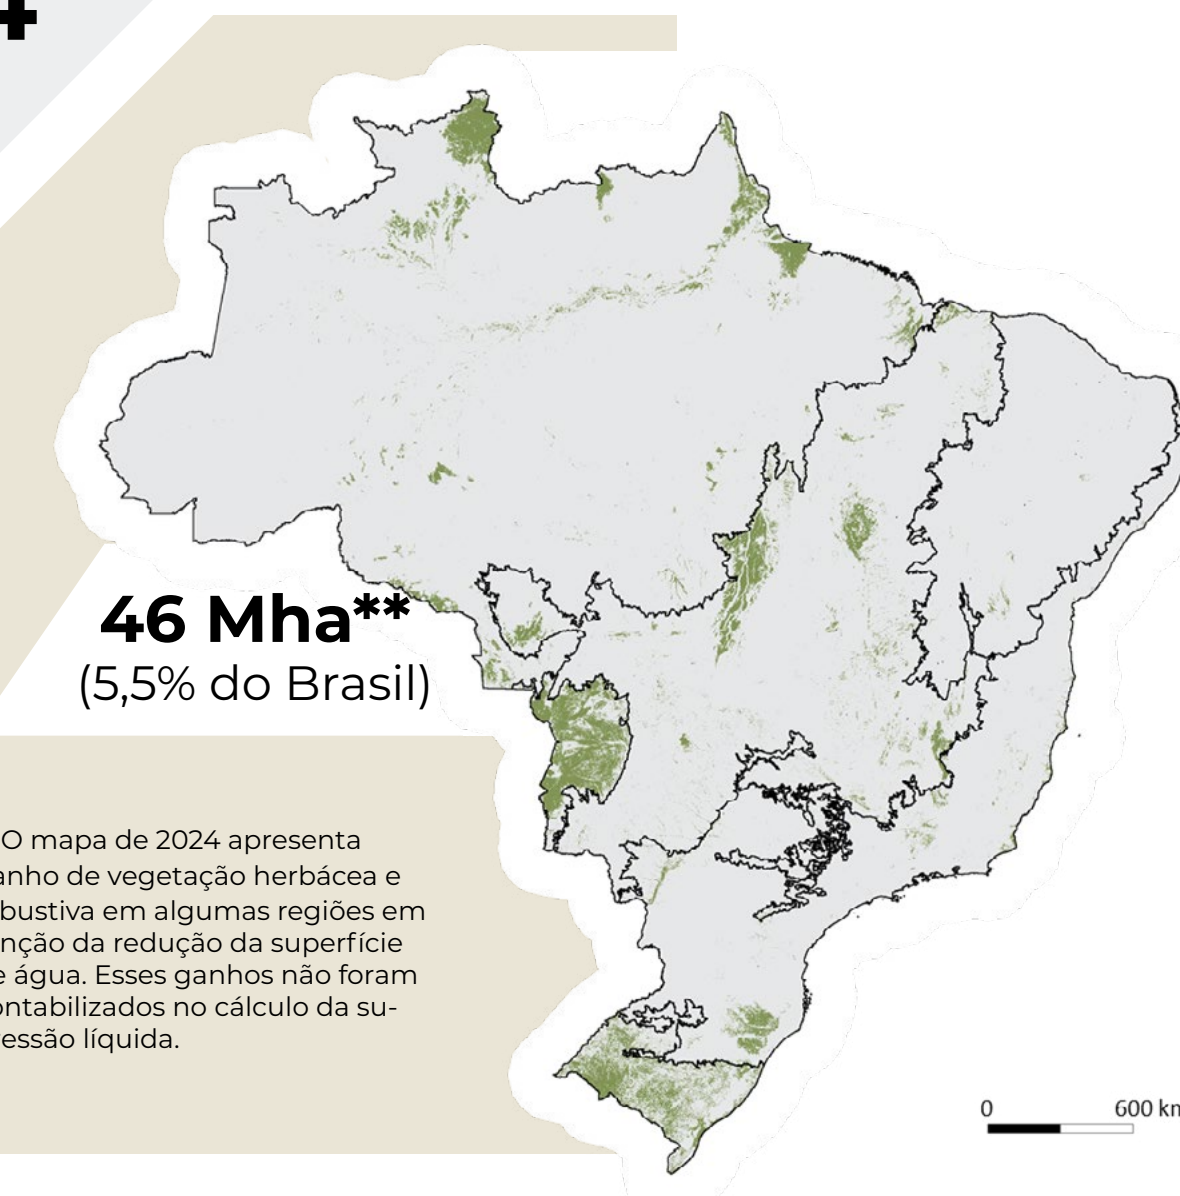 4
46 Mha**
(5,5% do Brasil)
O mapa de 2024 apresenta
anho de vegetação herbácea e
bustiva em algumas regiões em
nção da redução da superfície
e água. Esses ganhos não foram
ontabilizados no cálculo da su-
essão líquida.
0 600 km